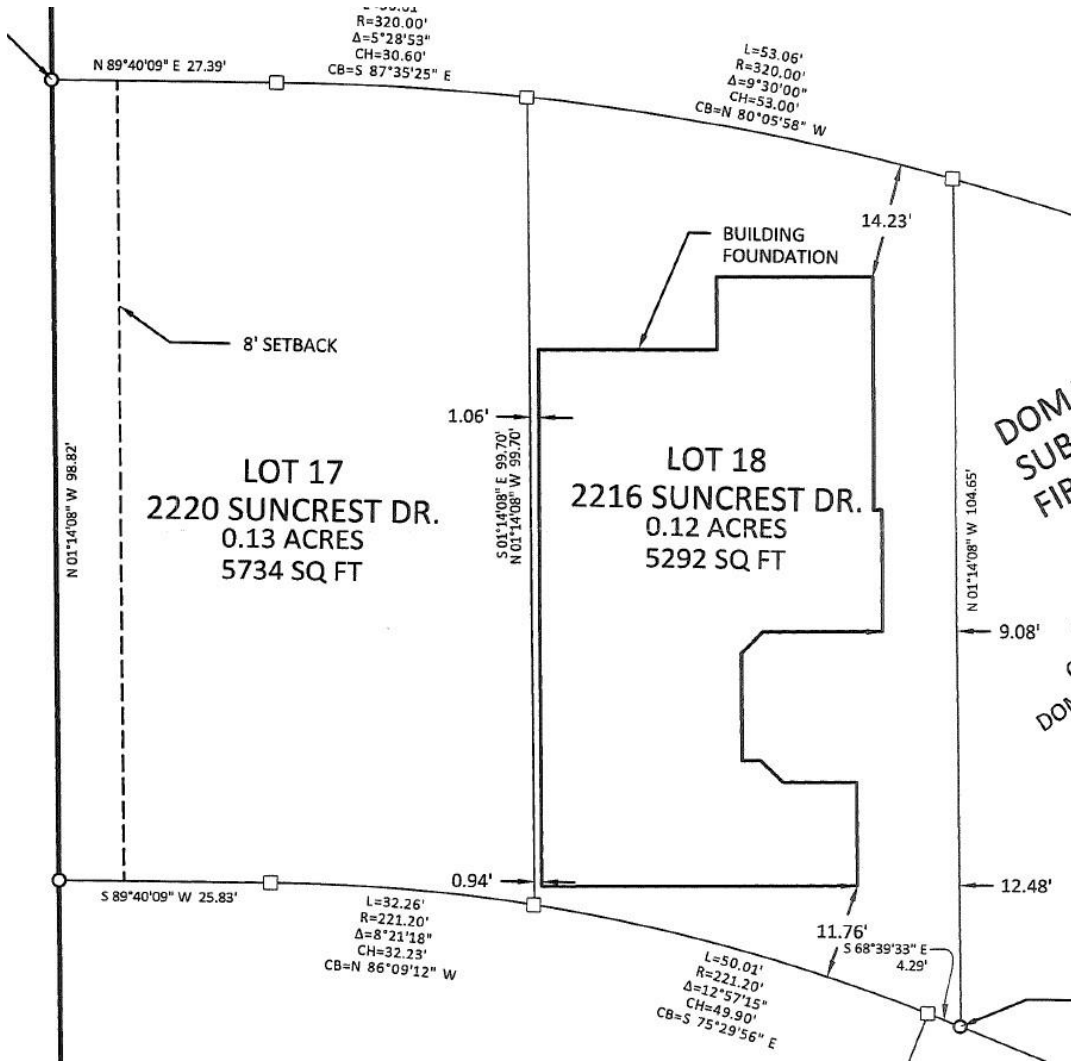 R=320.00'
Δ=5°28'53"
CH=30.60'
CB=S 87°35'25" E
N 89°40'09" E 27.39'
L=53.06'
R=320.00'
Δ=9°30'00"
CH=53.00'
CB=N 80°05'58" W
14.23'
BUILDING
FOUNDATION
8' SETBACK
1.06'
N 01°14'08" W 98.82'
S 01°14'08" E 99.70'
N 01°14'08" W 99.70'
N 01°14'08" W 104.65'
LOT 17
2220 SUNCREST DR.
0.13 ACRES
5734 SQ FT
LOT 18
2216 SUNCREST DR.
0.12 ACRES
5292 SQ FT
9.08'
0.94'
12.48'
S 89°40'09" W 25.83'
L=32.26'
R=221.20'
Δ=8°21'18"
CH=32.23'
CB=N 86°09'12" W
11.76'
S 68°39'33" E
4.29'
L=50.01'
R=221.20'
Δ=12°57'15"
CH=49.90'
CB=S 75°29'56" E